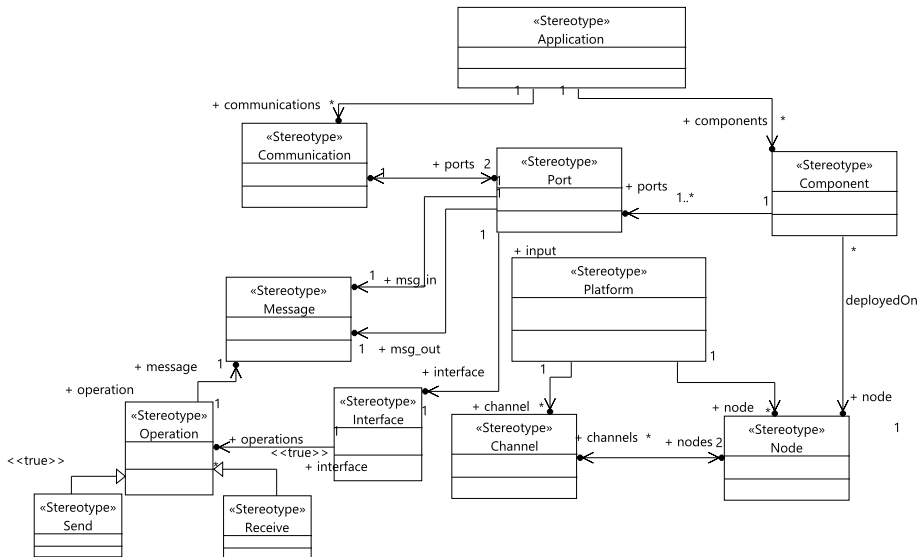 «Stereotype»
Application
1
1
+ communications
*
+ components
*
«Stereotype»
Communication
1
+ ports
2
«Stereotype»
Port
1
1
1
+ ports
1..*
«Stereotype»
Component
1
*
+ input
«Stereotype»
Platform
1
1
deployedOn
1
+ msg_in
«Stereotype»
Message
1
+ msg_out
+ message
1
+ operation
1
+ interface
1
«Stereotype»
Operation
*
+ operations
<<true>>
<<true>>
«Stereotype»
Interface
1
+ interface
+ channel
*
«Stereotype»
Channel
+ channels
*
+ nodes
2
+ node
*
+ node
1
«Stereotype»
Node
«Stereotype»
Send
«Stereotype»
Receive